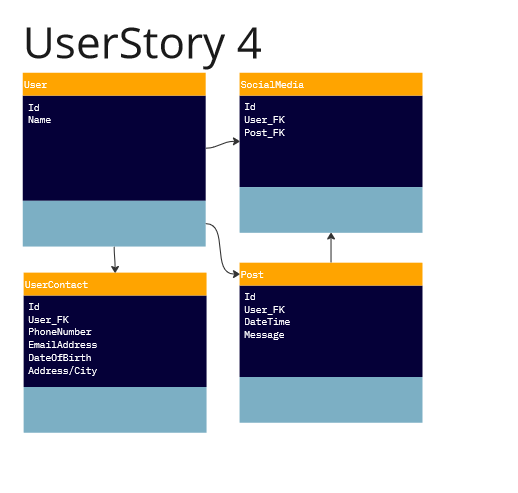 UserStory 4
User
Id
Name
SocialMedia
Id
User_FK
Post_FK
UserContact
Id
User_FK
PhoneNumber
EmailAddress
DateOfBirth
Address/City
Post
Id
User_FK
DateTime
Message